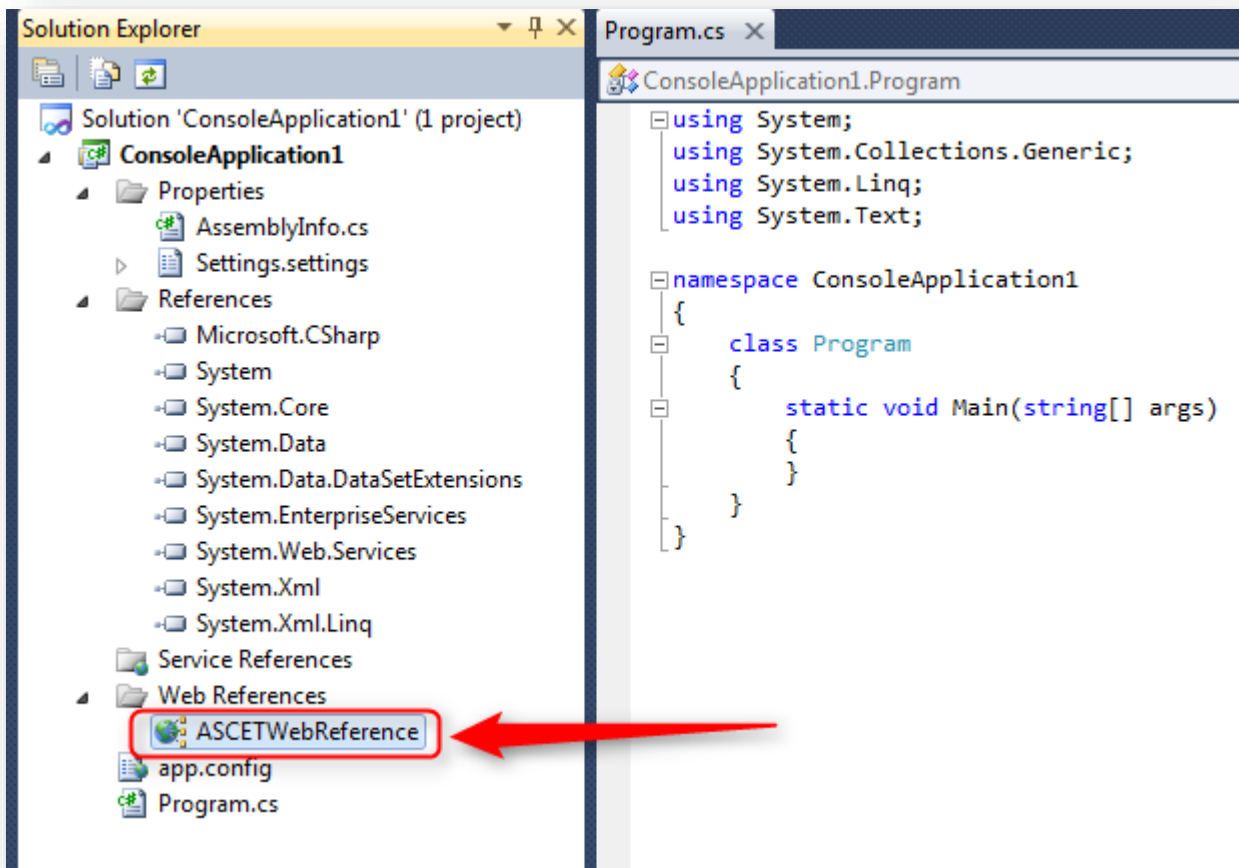 Solution Explorer
Solution 'ConsoleApplication1' (1 project)
ConsoleApplication1
Properties
AssemblyInfo.cs
Settings.settings
References
Microsoft.CSharp
System
System.Core
System.Data
System.Data.DataSetExtensions
System.EnterpriseServices
System.Web.Services
System.Xml
System.Xml.Linq
Service References
Web References
ASCETWebReference
app.config
Program.cs
Program.cs
ConsoleApplication1.Program
using System;
using System.Collections.Generic;
using System.Linq;
using System.Text;
namespace ConsoleApplication1
{
class Program
{
static void Main(string[] args)
{
}
}
}